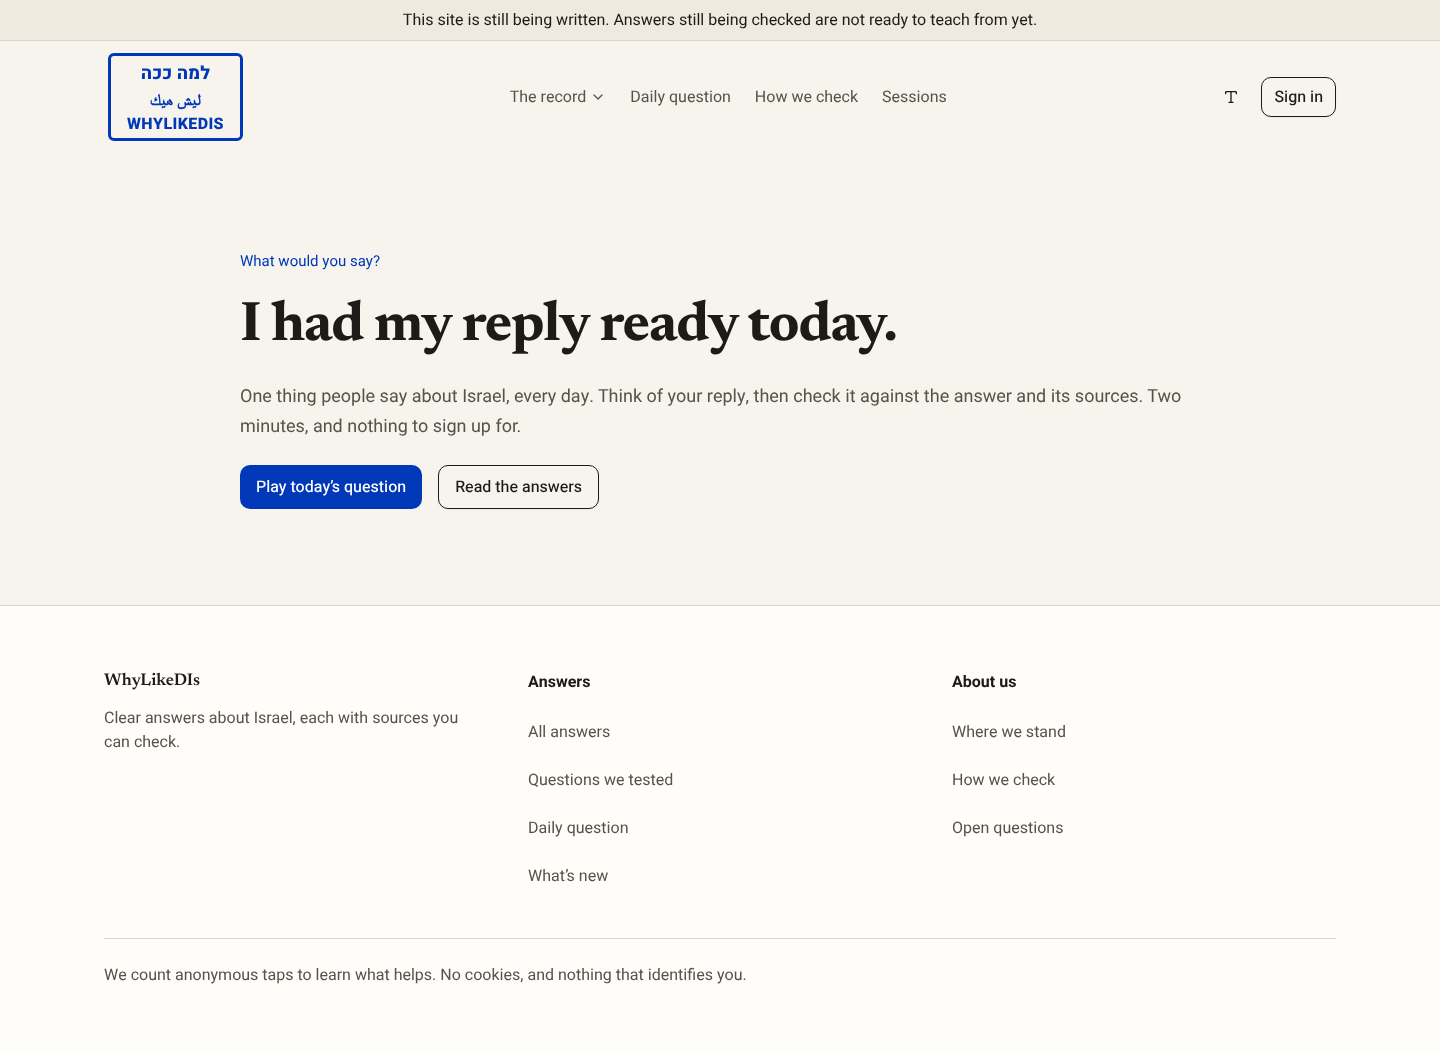 This site is still being written. Answers still being checked are not ready to teach from yet.
למה ככה
ليش هيك
WHYLIKEDIS
The record
Daily question
How we check
Sessions
T
Sign in
What would you say?
I had my reply ready today.
One thing people say about Israel, every day. Think of your reply, then check it against the answer and its sources. Two
minutes, and nothing to sign up for.
Play today’s question
Read the answers
WhyLikeDIs
Clear answers about Israel, each with sources you
can check.
Answers
All answers
Questions we tested
Daily question
What’s new
About us
Where we stand
How we check
Open questions
We count anonymous taps to learn what helps. No cookies, and nothing that identifies you.